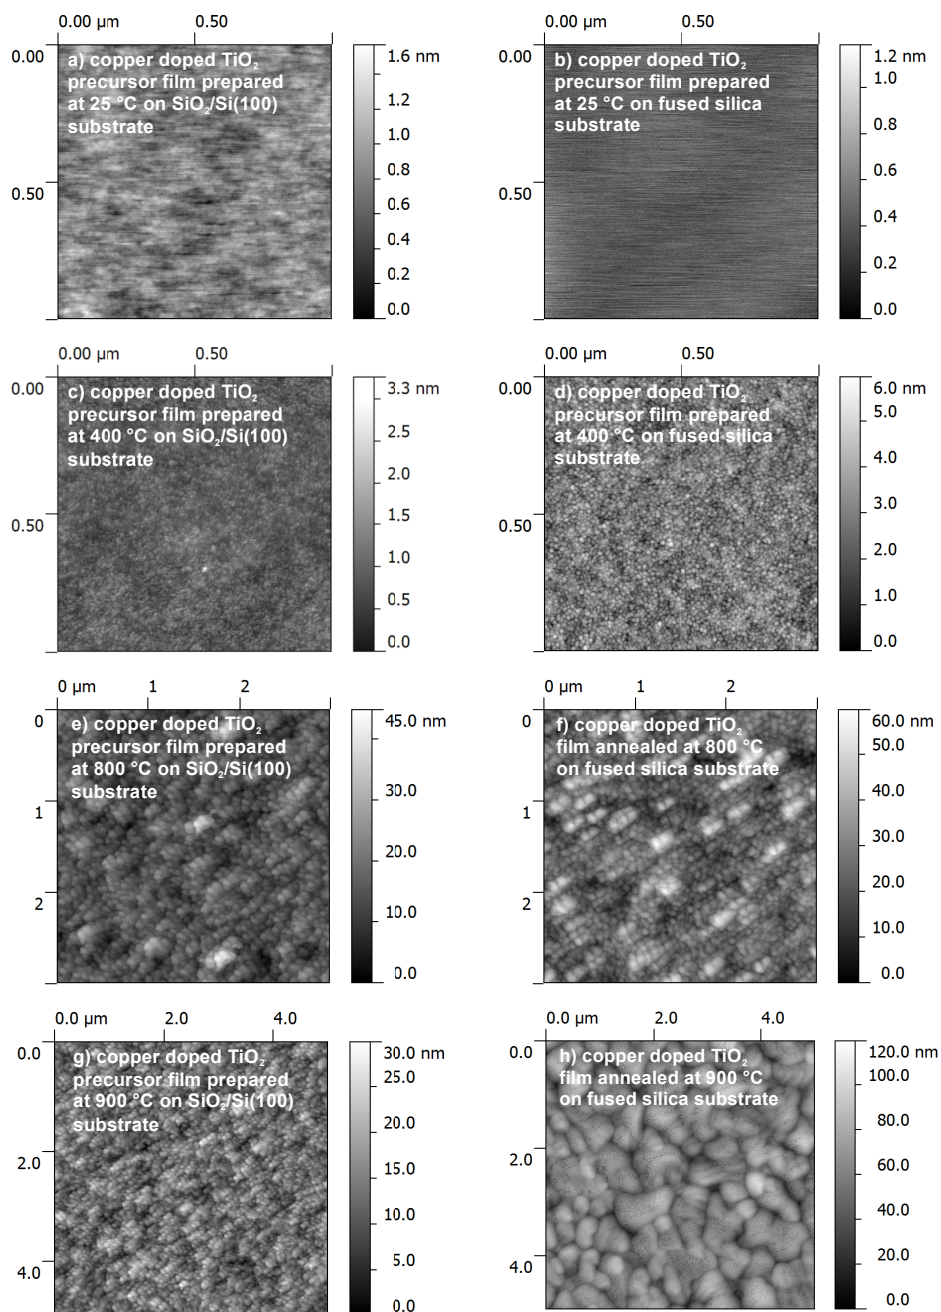 0.00 µm 0.50
0.00
0.50
a) copper doped TiO₂
precursor film prepared
at 25 °C on SiO₂/Si(100)
substrate
1.6 nm
1.2
1.0
0.8
0.6
0.4
0.2
0.0
0.00 µm 0.50
0.00
0.50
b) copper doped TiO₂
precursor film prepared
at 25 °C on fused silica
substrate
1.2 nm
1.0
0.8
0.6
0.4
0.2
0.0
0.00 µm 0.50
0.00
0.50
c) copper doped TiO₂
precursor film prepared
at 400 °C on SiO₂/Si(100)
substrate
3.3 nm
2.5
2.0
1.5
1.0
0.5
0.0
0.00 µm 0.50
0.00
0.50
d) copper doped TiO₂
precursor film prepared
at 400 °C on fused silica
substrate
6.0 nm
5.0
4.0
3.0
2.0
1.0
0.0
0 µm 1 2
0
1
2
e) copper doped TiO₂
precursor film prepared
at 800 °C on SiO₂/Si(100)
substrate
45.0 nm
30.0
20.0
10.0
0.0
0 µm 1 2
0
1
2
f) copper doped TiO₂
film annealed at 800 °C
on fused silica substrate
60.0 nm
50.0
40.0
30.0
20.0
10.0
0.0
0.0 µm 2.0 4.0
0.0
2.0
4.0
g) copper doped TiO₂
precursor film prepared
at 900 °C on SiO₂/Si(100)
substrate
30.0 nm
25.0
20.0
15.0
10.0
5.0
0.0
0.0 µm 2.0 4.0
0.0
2.0
4.0
h) copper doped TiO₂
film annealed at 900 °C
on fused silica substrate
120.0 nm
100.0
80.0
60.0
40.0
20.0
0.0